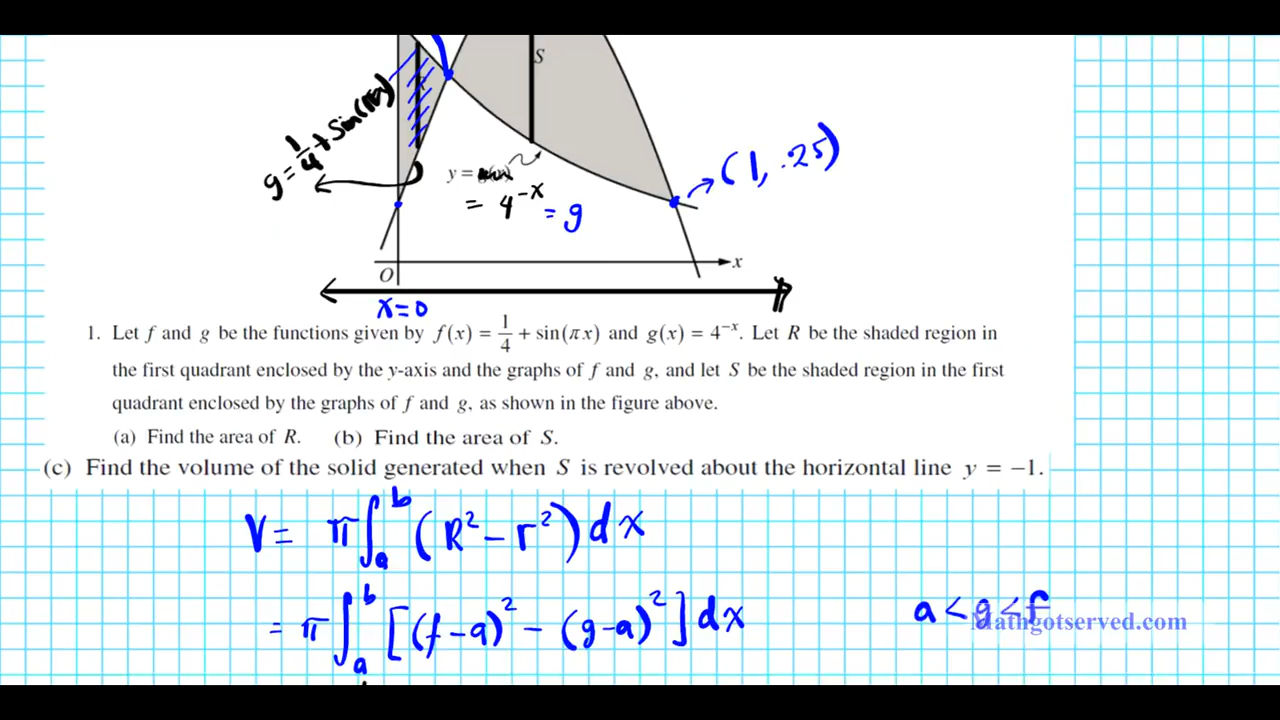 S
g = 1/4 + sin(πx)
(1, .25)
y =
= 4^-x = g
x
O
x=0
1. Let f and g be the functions given by f(x) = 1/4 + sin(πx) and g(x) = 4^-x. Let R be the shaded region in
the first quadrant enclosed by the y-axis and the graphs of f and g, and let S be the shaded region in the first
quadrant enclosed by the graphs of f and g, as shown in the figure above.
(a) Find the area of R. (b) Find the area of S.
(c) Find the volume of the solid generated when S is revolved about the horizontal line y = −1.
V = π∫_a^b (R² − r²) dx
= π∫_a^b [(f−a)² − (g−a)²] dx
a < g < f
Mathgotserved.com